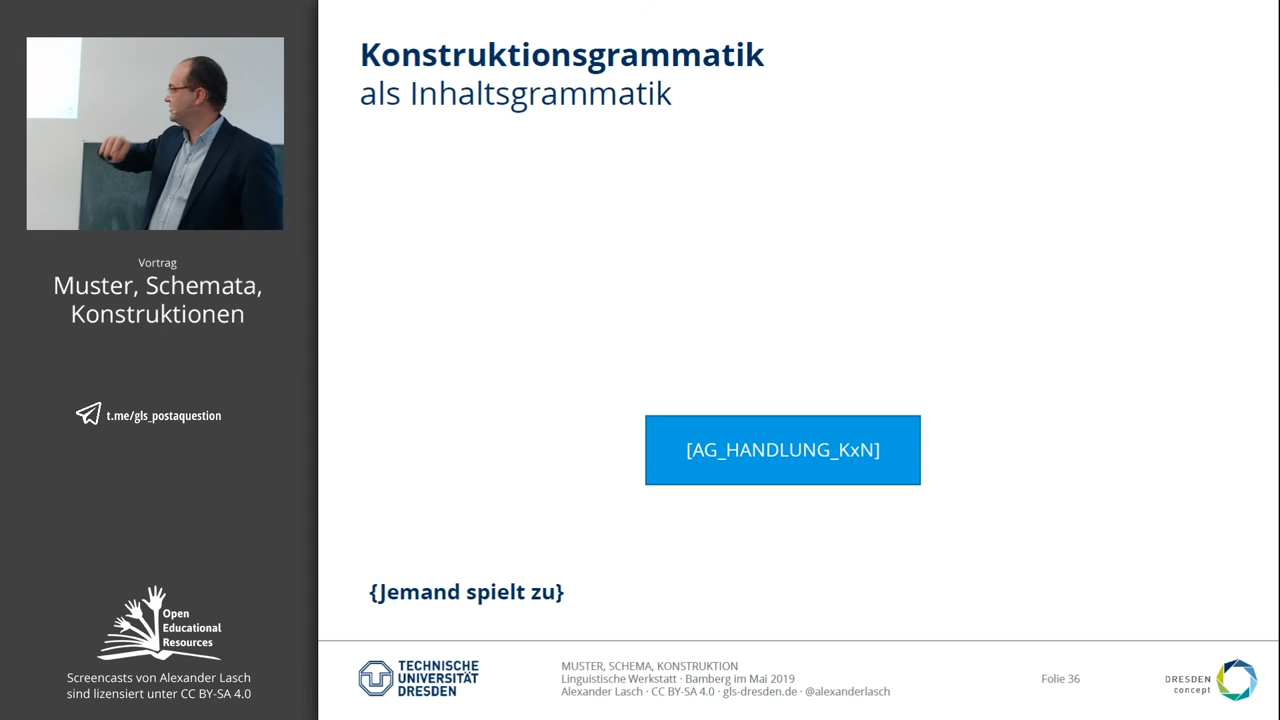 Konstruktionsgrammatik
als Inhaltsgrammatik
Vortrag
Muster, Schemata,
Konstruktionen
t.me/gls_postaquestion
[AG_HANDLUNG_KxN]
{Jemand spielt zu}
Open
Educational
Resources
Screencasts von Alexander Lasch
sind lizensiert unter CC BY-SA 4.0
TECHNISCHE
UNIVERSITÄT
DRESDEN
MUSTER, SCHEMA, KONSTRUKTION
Linguistische Werkstatt · Bamberg im Mai 2019
Alexander Lasch · CC BY-SA 4.0 · gls-dresden.de · @alexanderlasch
Folie 36
DRESDEN
concept